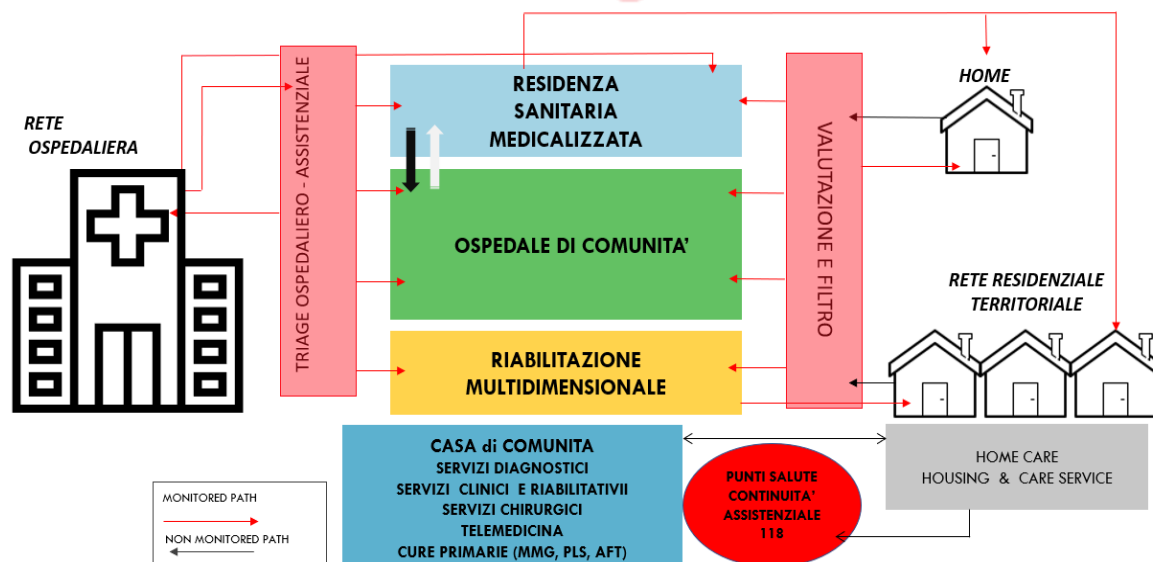 RETE
OSPEDALIERA
TRIAGE OSPEDALIERO - ASSISTENZIALE
RESIDENZA
SANITARIA
MEDICALIZZATA
OSPEDALE DI COMUNITA’
RIABILITAZIONE
MULTIDIMENSIONALE
VALUTAZIONE E FILTRO
HOME
RETE RESIDENZIALE
TERRITORIALE
CASA di COMUNITA
SERVIZI DIAGNOSTICI
SERVIZI CLINICI E RIABILITATIVII
SERVIZI CHIRURGICI
TELEMEDICINA
CURE PRIMARIE (MMG, PLS, AFT)
PUNTI SALUTE
CONTINUITA’
ASSISTENZIALE
118
HOME CARE
HOUSING & CARE SERVICE
MONITORED PATH
NON MONITORED PATH